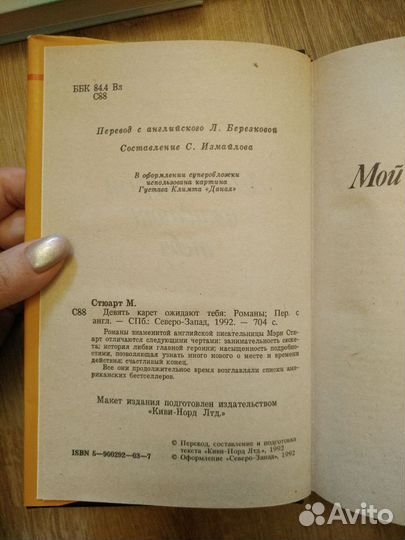 ББК 84.4 Вл
С88
Перевод с английского Л. Березковой
Составление С. Измайлова
В оформлении суперобложки
использована картина
Густава Климта «Даная»
Мой
Стюарт М.
С88 Девять карет ожидают тебя: Романы; Пер. с
англ. — СПб.: Северо-Запад, 1992. — 704 с.
Романы знаменитой английской писательницы Мэри Стю-
арт отличаются следующими чертами: занимательность сюже-
та; история любви главной героини; насыщенность подробно-
стями, позволяющая узнать много нового о месте и времени
действия; счастливый конец.
Все они продолжительное время возглавляли списки американских
бестселлеров.
Макет издания подготовлен издательством
«Киви-Норд Лтд.»
ISBN 5—900292—03—7
© Перевод, составление и подготовка
текста «Киви-Норд Лтд.», 1992
© Оформление «Северо-Запад», 1992
Avito